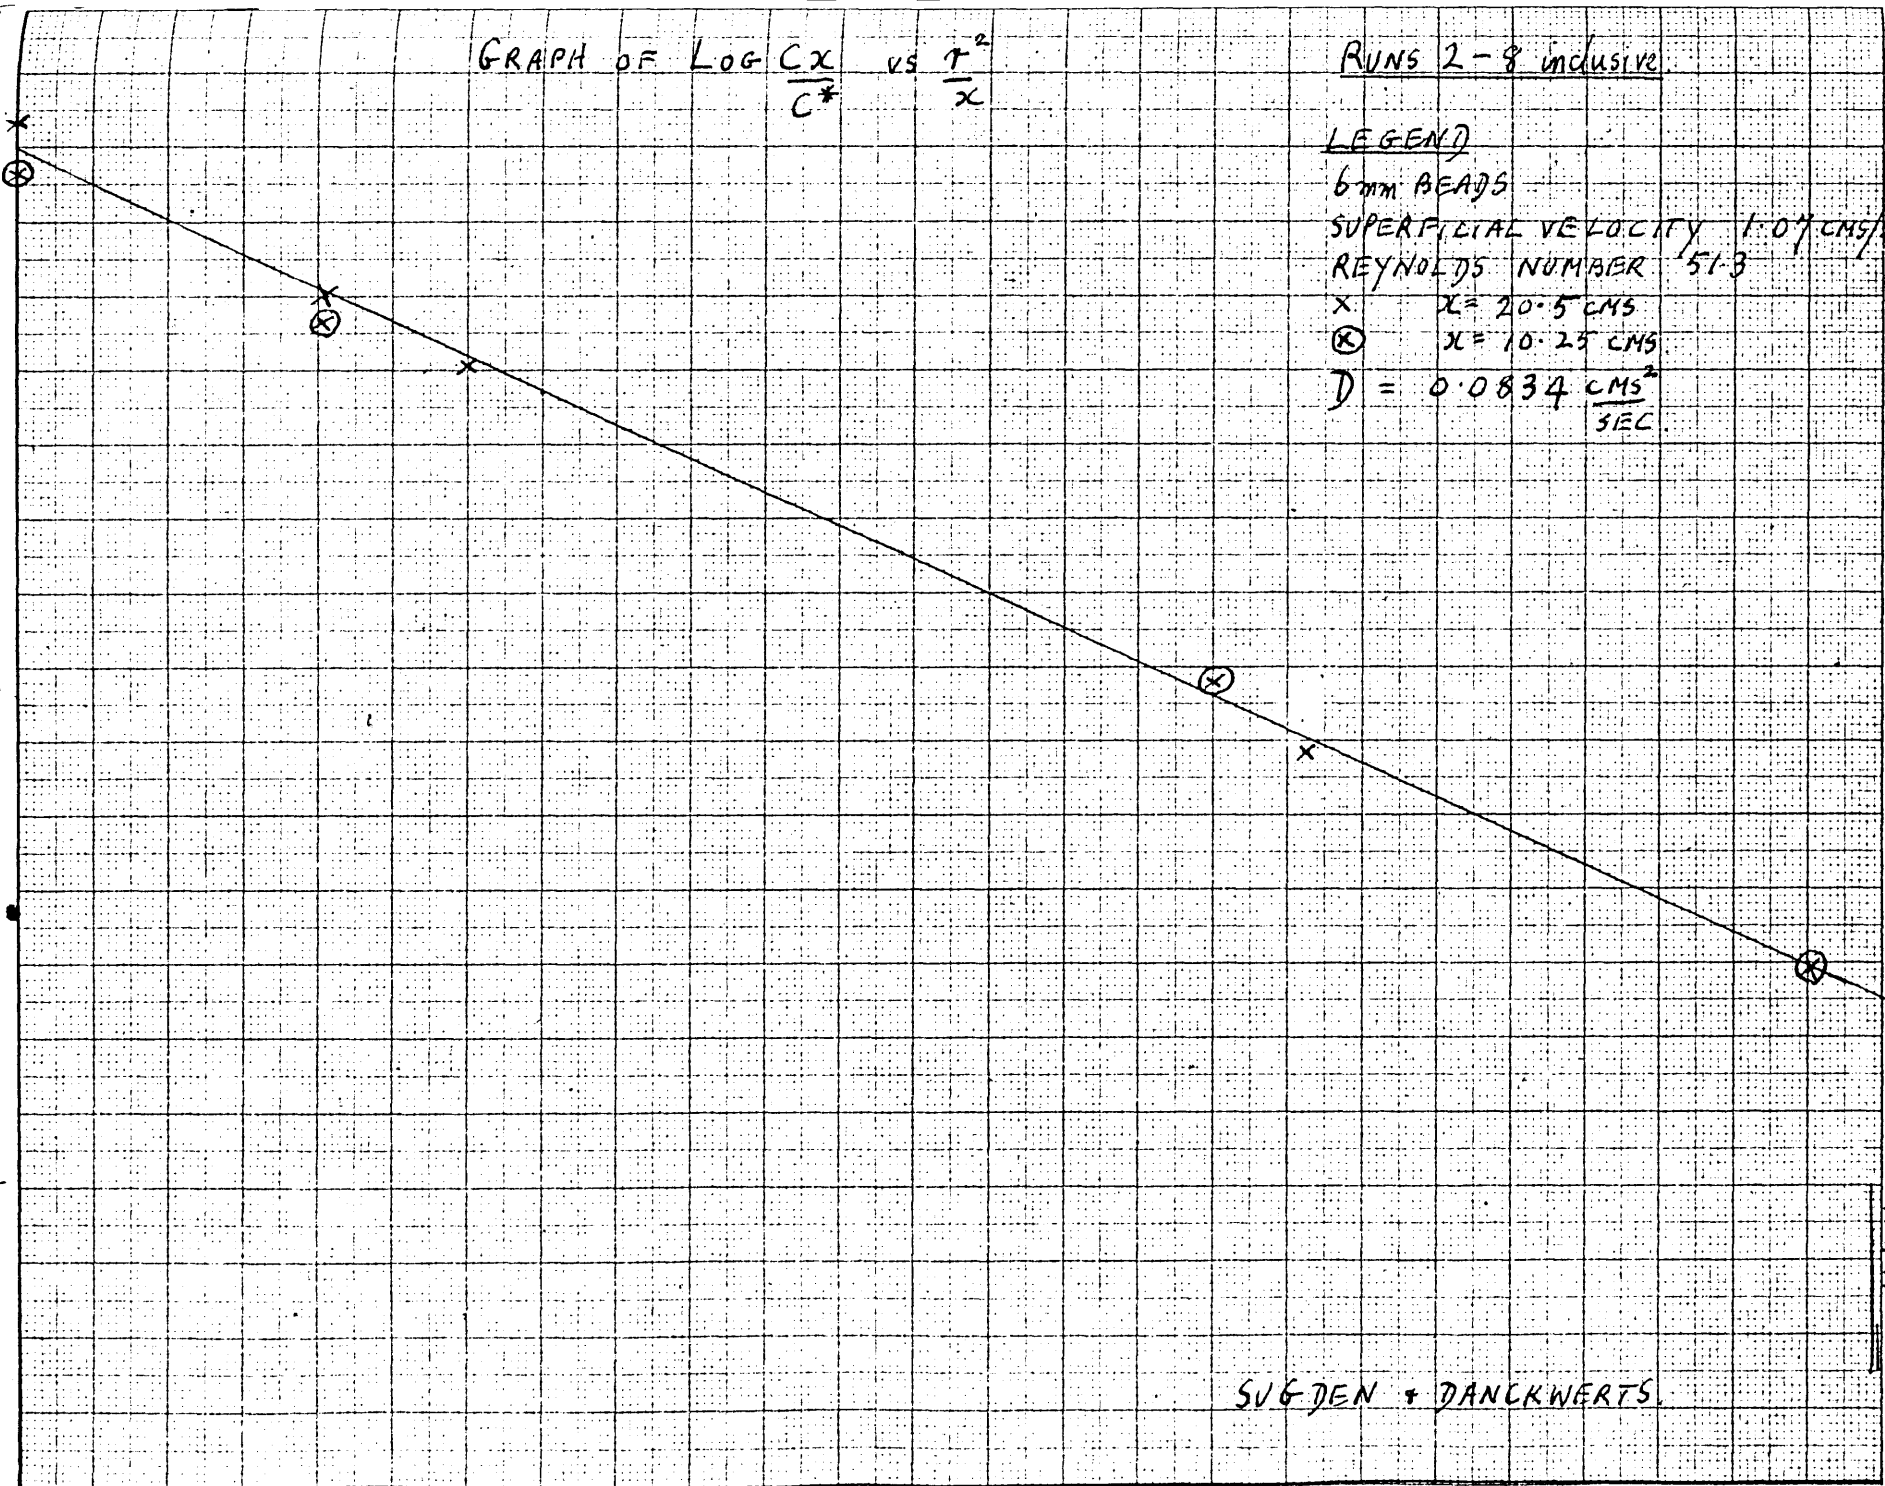 GRAPH OF LOG Cx/C* vs r²/x
RUNS 2-8 inclusive.
LEGEND
6mm BEADS
SUPERFICIAL VELOCITY 1.07 CMS/
REYNOLDS NUMBER 51.3
x x = 20.5 CMS
ⓧ x = 10.25 CMS.
D = 0.0834 CMS²/SEC.
SUGDEN & DANCKWERTS.